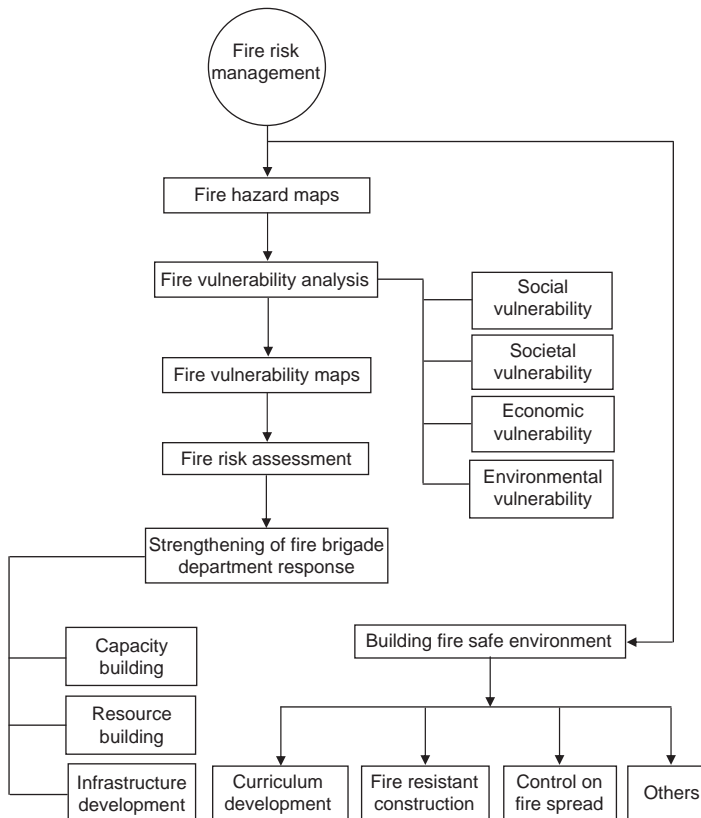 Fire risk
management
Fire hazard maps
Fire vulnerability analysis
Social
vulnerability
Societal
vulnerability
Fire vulnerability maps
Economic
vulnerability
Fire risk assessment
Environmental
vulnerability
Strengthening of fire brigade
department response
Capacity
building
Building fire safe environment
Resource
building
Infrastructure
development
Curriculum
development
Fire resistant
construction
Control on
fire spread
Others